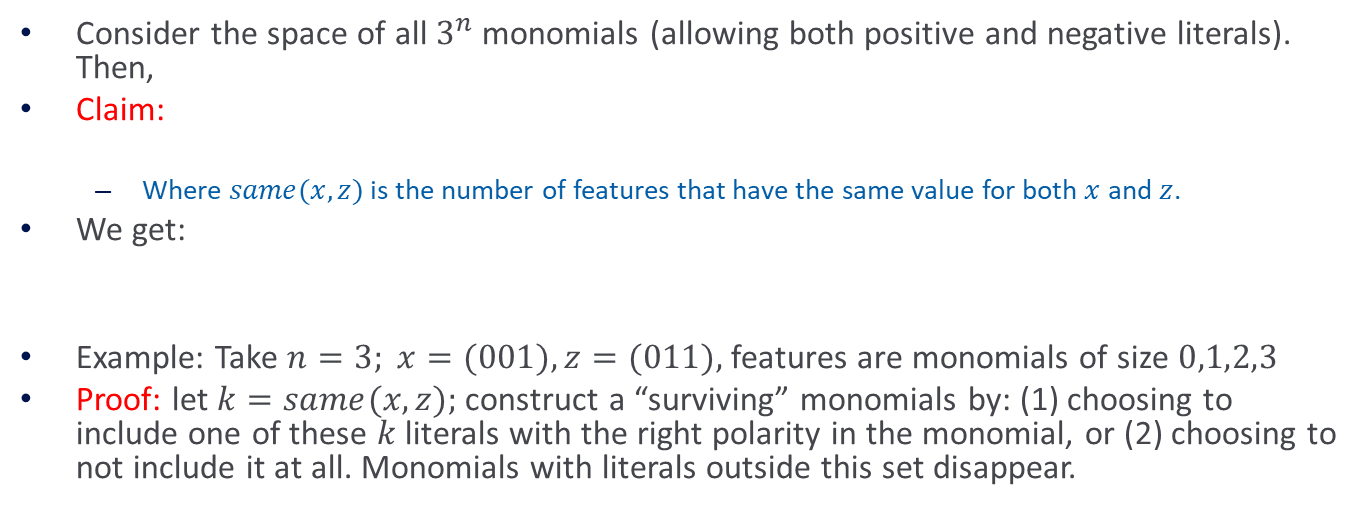 • Consider the space of all 3ⁿ monomials (allowing both positive and negative literals).
Then,
• Claim:
– Where same(x, z) is the number of features that have the same value for both x and z.
• We get:
• Example: Take n = 3; x = (001), z = (011), features are monomials of size 0,1,2,3
• Proof: let k = same(x, z); construct a “surviving” monomials by: (1) choosing to
include one of these k literals with the right polarity in the monomial, or (2) choosing to
not include it at all. Monomials with literals outside this set disappear.